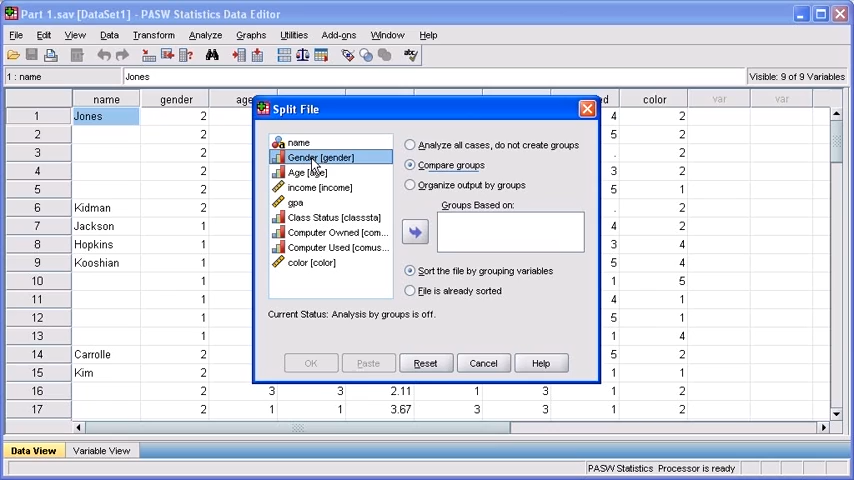 Part 1.sav [DataSet1] - PASW Statistics Data Editor
File Edit View Data Transform Analyze Graphs Utilities Add-ons Window Help
1 : name Jones Visible: 9 of 9 Variables
name gender age color var var
1 Jones 2 4 2
2 2 5 2
3 2 . 2
4 2 3 2
5 2 5 1
6 Kidman 2 . 2
7 Jackson 1 4 2
8 Hopkins 1 3 4
9 Kooshian 1 2 4
10 1 1 5
11 1 4 1
12 1 5 1
13 1 1 4
14 Carrolle 2 5 2
15 Kim 2 1 1
16 2 3 3 2.11 1 3 1 2
17 2 1 1 3.67 3 3 1 2
Split File
name
Gender [gender]
Age [age]
income [income]
gpa
Class Status [classsta]
Computer Owned [com...
Computer Used [comus...
color [color]
Analyze all cases, do not create groups
Compare groups
Organize output by groups
Groups Based on:
Sort the file by grouping variables
File is already sorted
Current Status: Analysis by groups is off.
OK Paste Reset Cancel Help
Data View Variable View
PASW Statistics Processor is ready